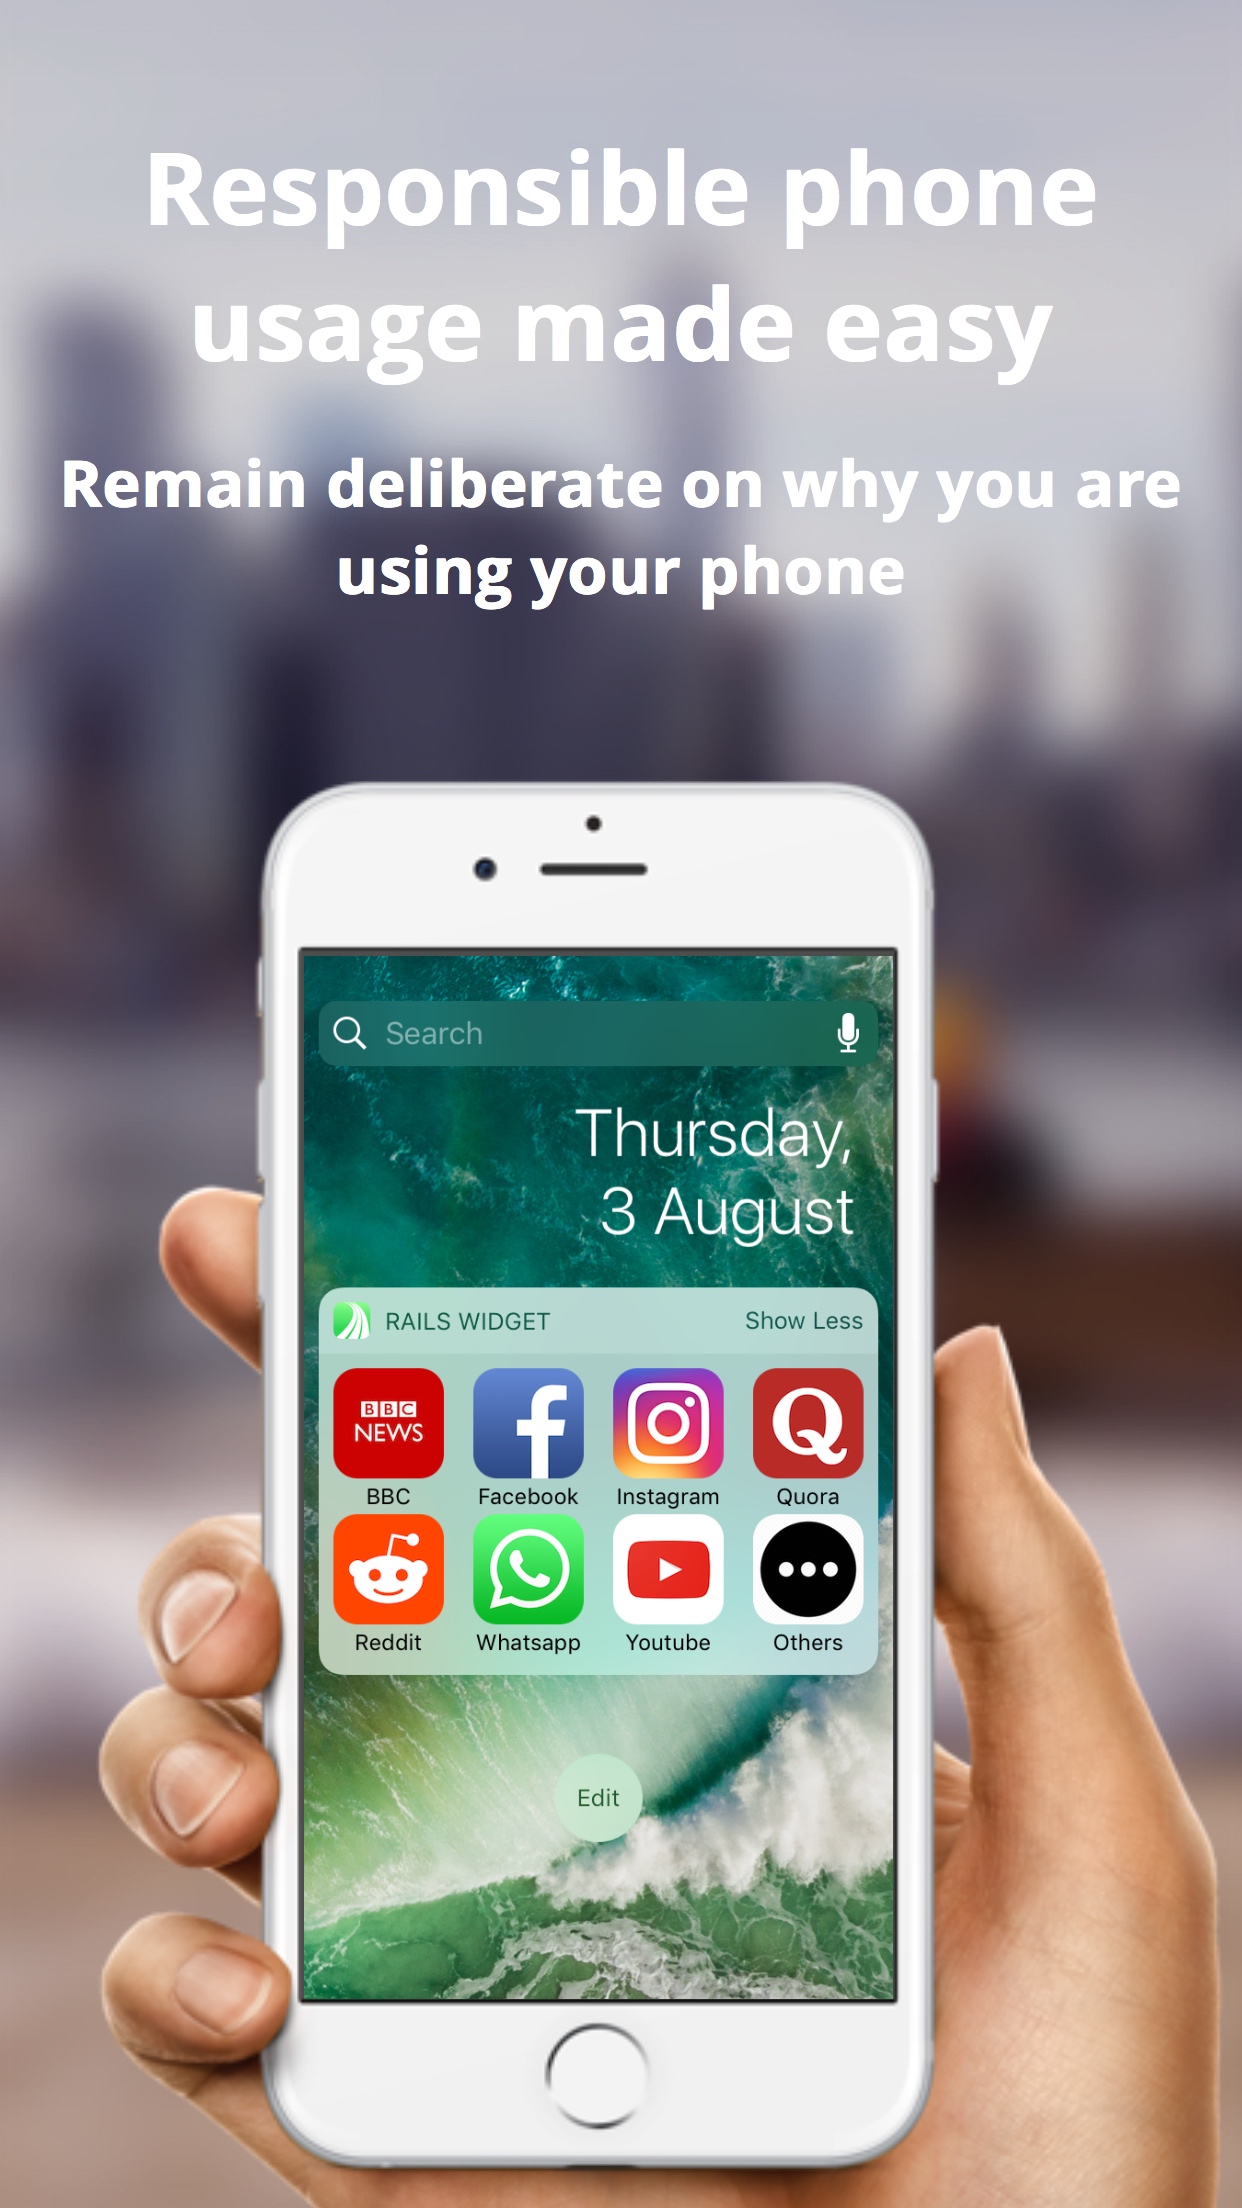 Responsible phone
usage made easy
Remain deliberate on why you are
using your phone
Search
Thursday,
3 August
RAILS WIDGET
Show Less
BBC
NEWS
BBC
Facebook
Instagram
Quora
Reddit
Whatsapp
Youtube
Others
Edit